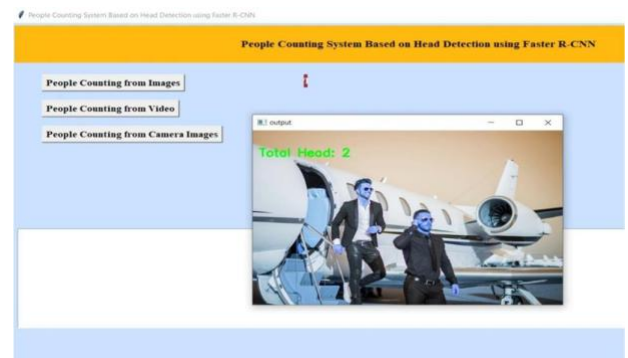 People Counting System Based on Head Detection using Faster R-CNN
People Counting System Based on Head Detection using Faster R-CNN
People Counting from Images
People Counting from Video
People Counting from Camera Images
output
Total Head: 2